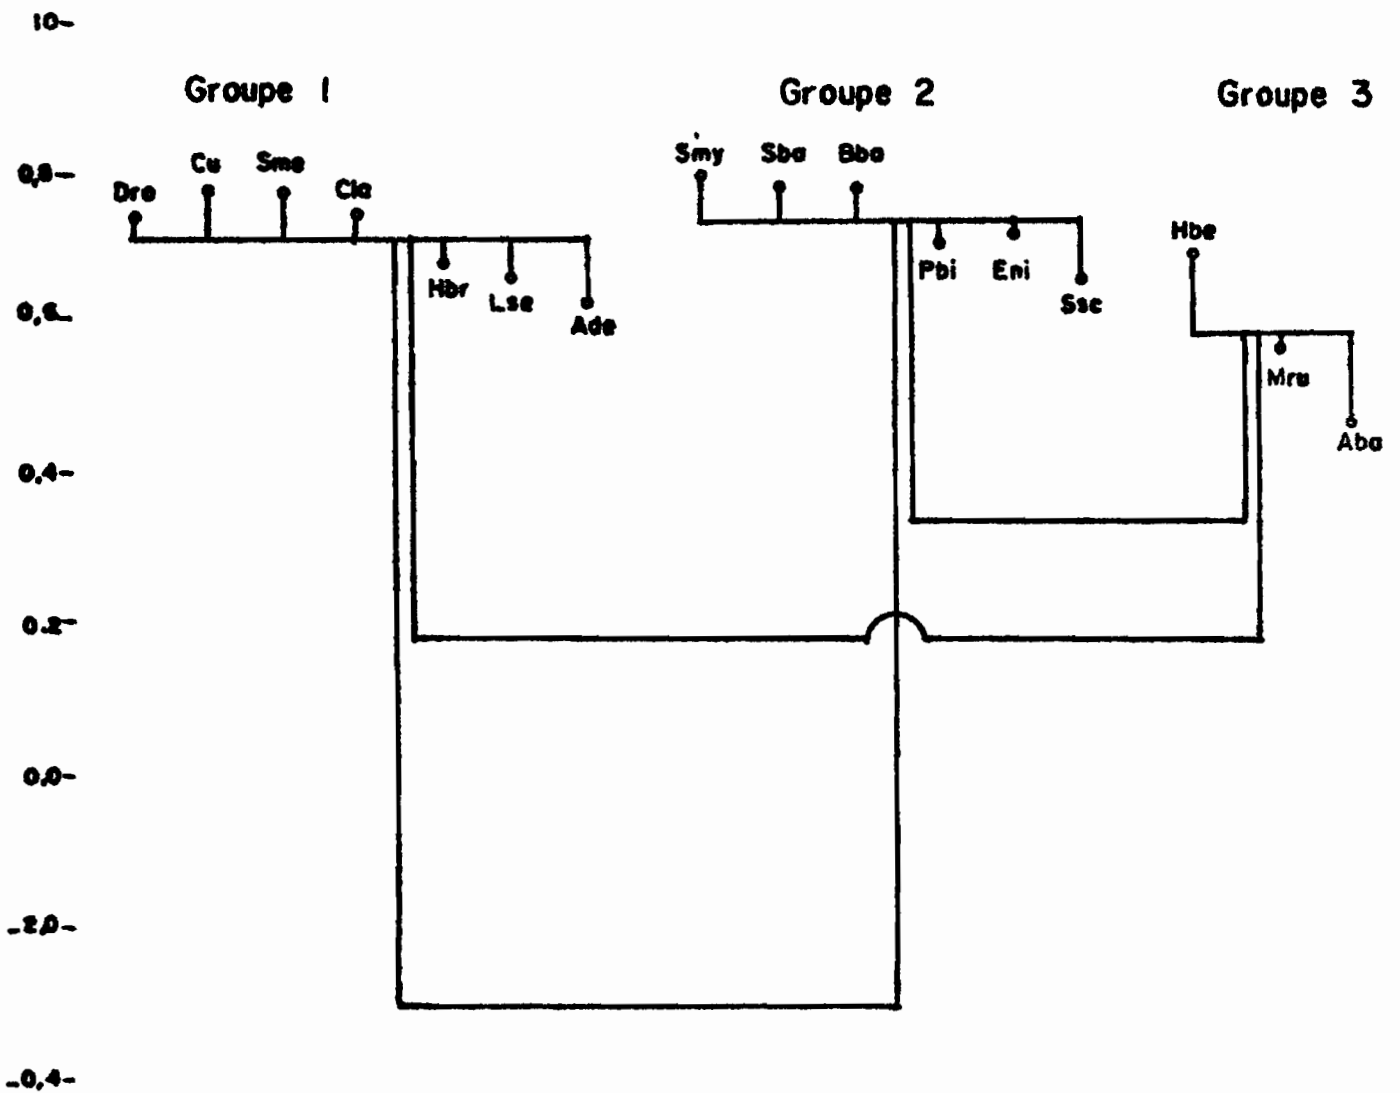 10-
Groupe 1
Groupe 2
Groupe 3
Smy Sba Bba
Cu Sme
0,8-
Dro
Cla
Hbe
Pbi Eni
Hbr
Lse
Ssc
0,6-
Ade
Mru
Aba
0,4-
0.2-
0,0-
-2,0-
-0,4-